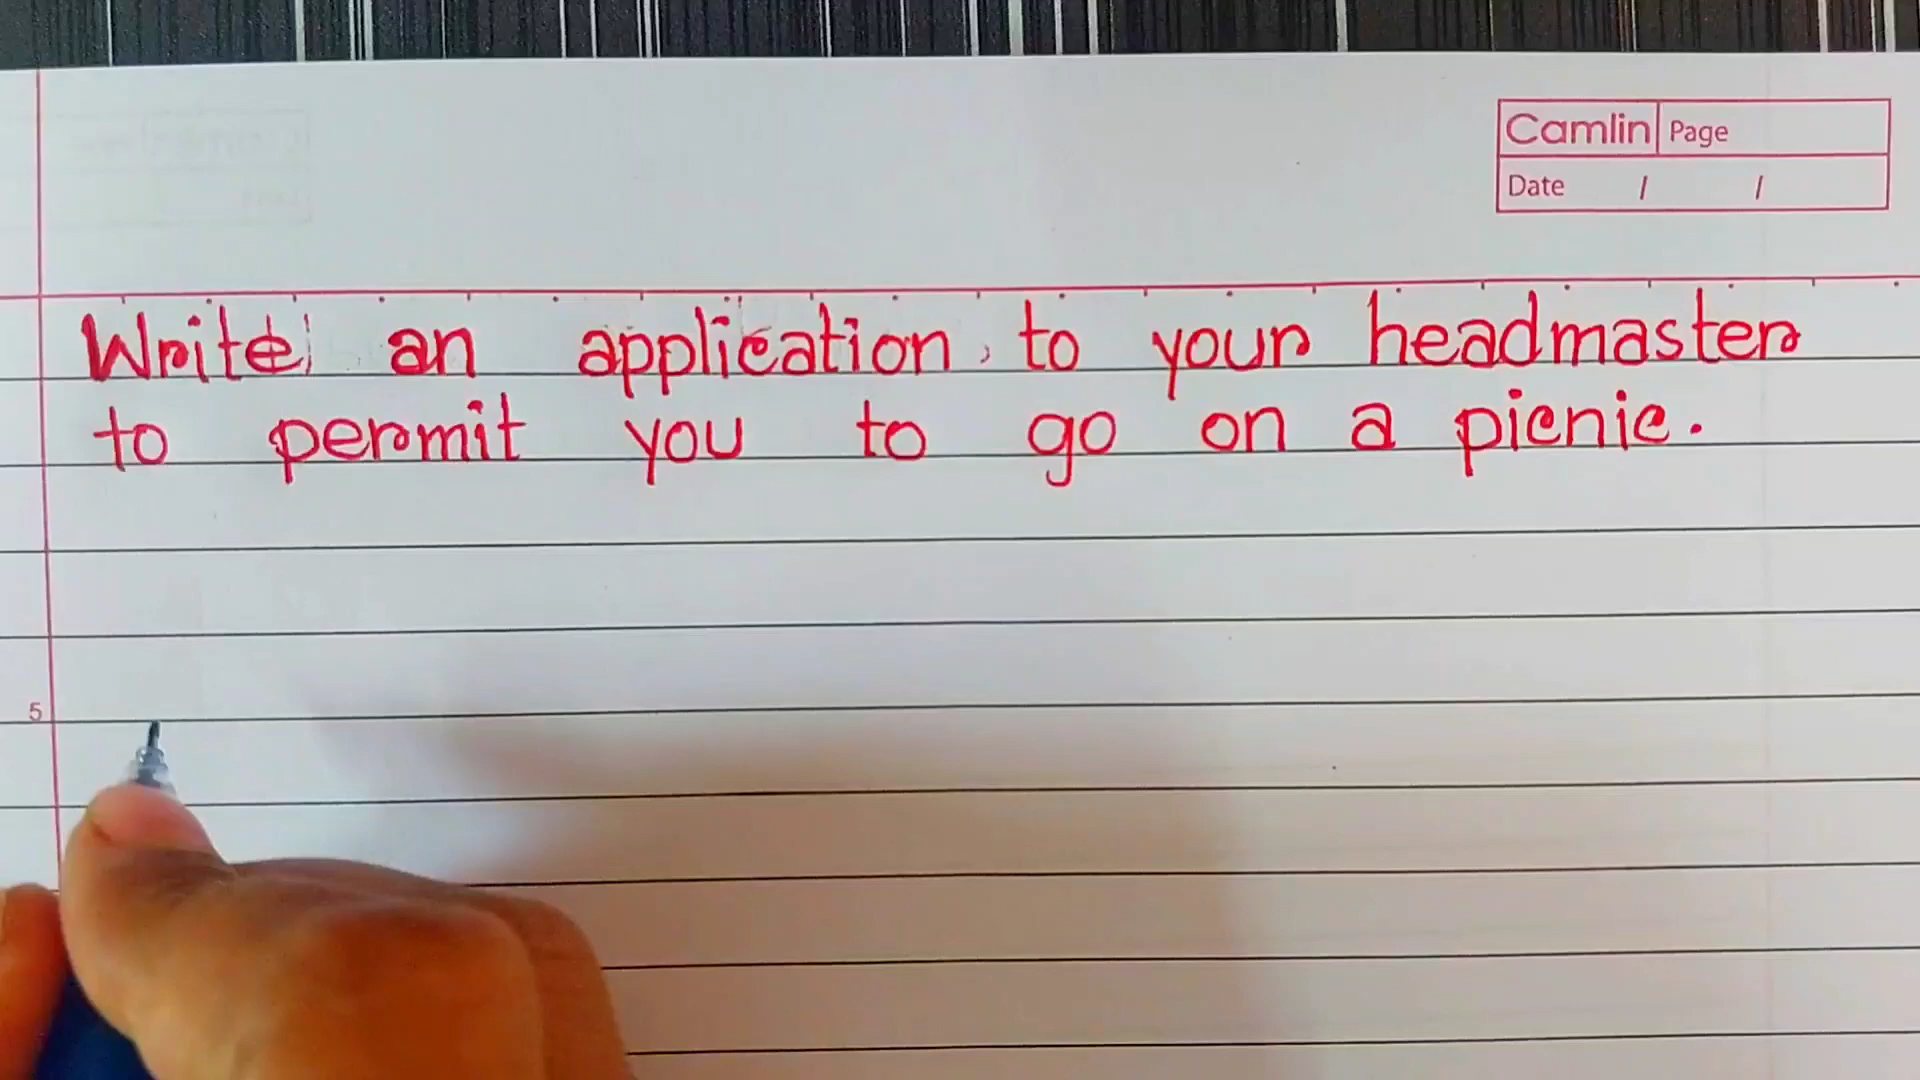 Camlin Page
Date / /
Write an application, to your headmaster
to permit you to go on a picnic.
5